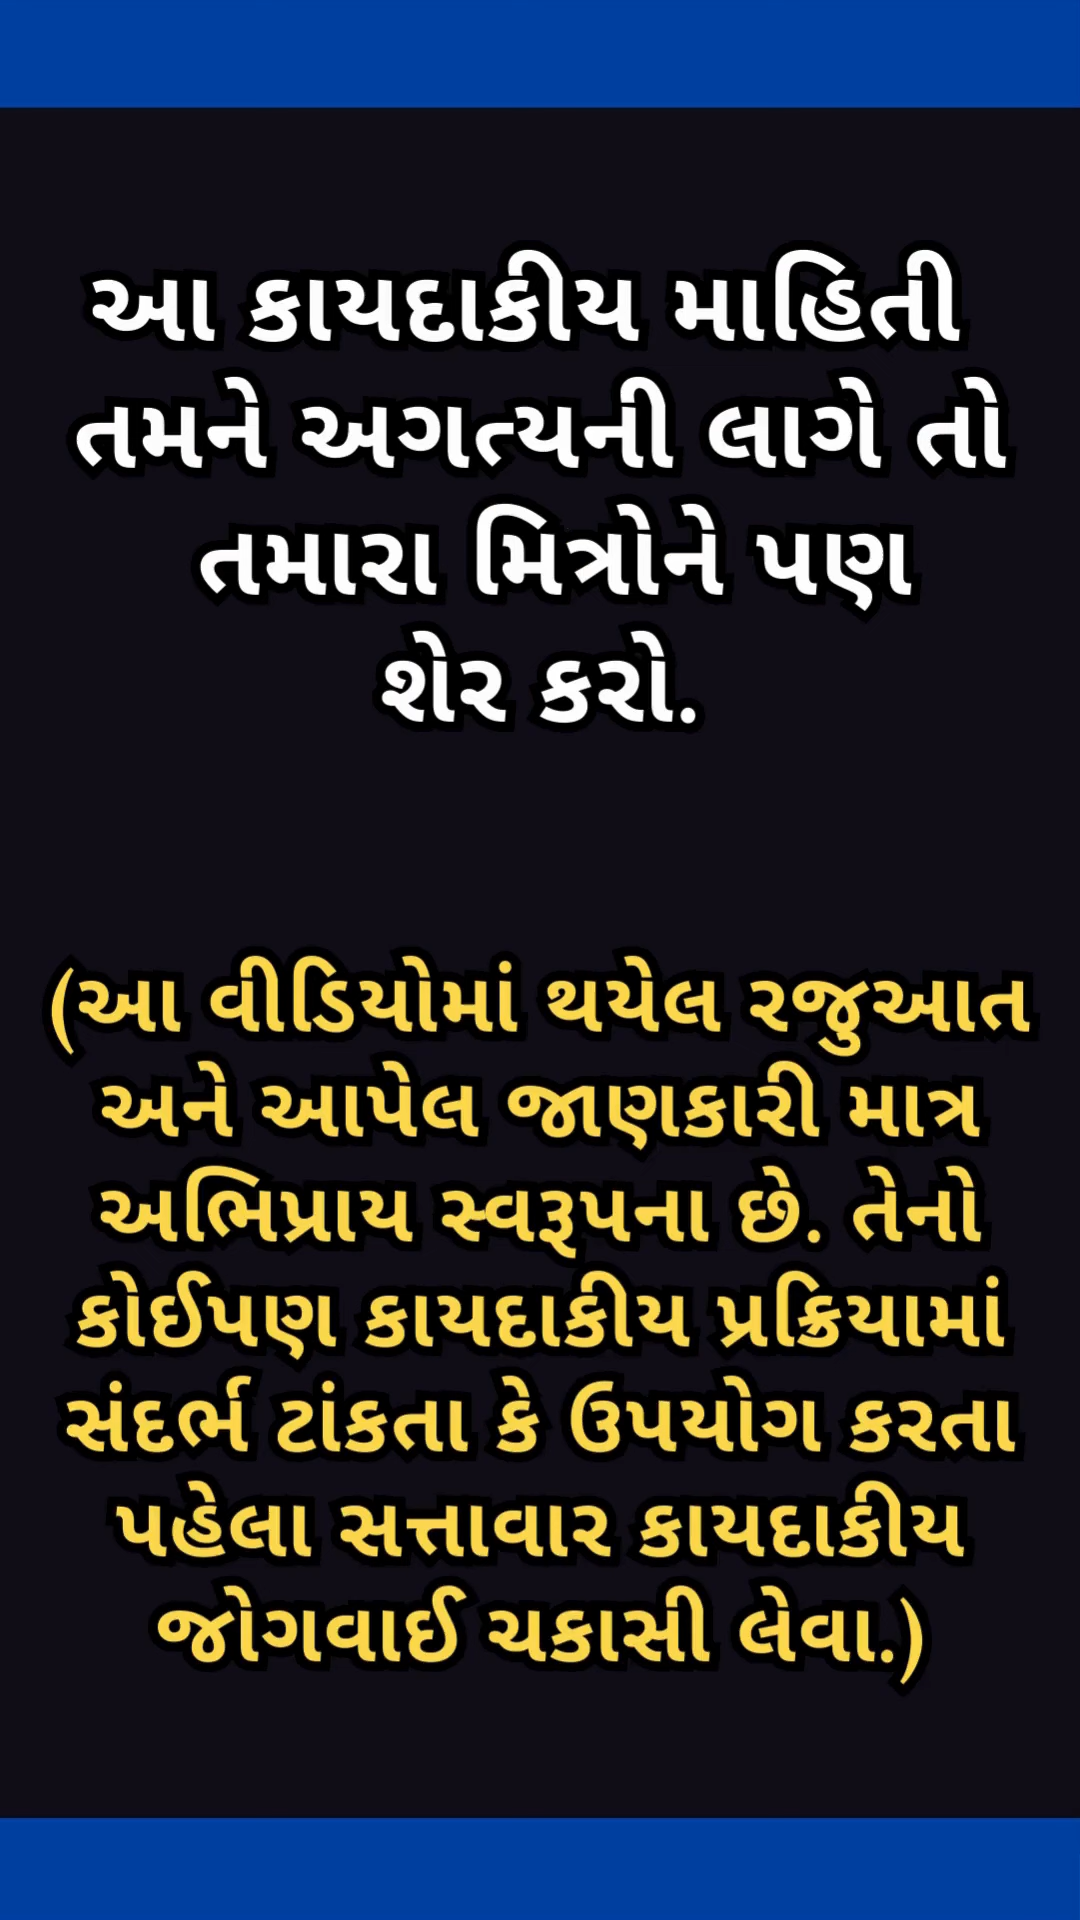 આ કાયદાકીય માહિતી
તમને અગત્યની લાગે તો
તમારા મિત્રોને પણ
શેર કરો.
(આ વીડિયોમાં થયેલ રજુઆત
અને આપેલ જાણકારી માત્ર
અભિપ્રાય સ્વરૂપના છે. તેનો
કોઈપણ કાયદાકીય પ્રક્રિયામાં
સંદર્ભ ટાંકતા કે ઉપયોગ કરતા
પહેલા સત્તાવાર કાયદાકીય
જોગવાઈ ચકાસી લેવા.)